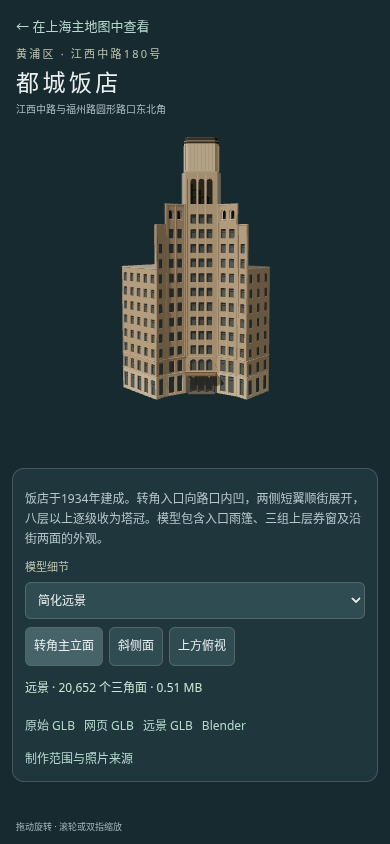 ← 在上海主地图中查看
黄浦区 · 江西中路180号
都城饭店
江西中路与福州路圆形路口东北角
饭店于1934年建成。转角入口向路口内凹，两侧短翼顺街展开，
八层以上逐级收为塔冠。模型包含入口雨篷、三组上层券窗及沿
街两面的外观。
模型细节
简化远景
转角主立面 斜侧面 上方俯视
远景 · 20,652 个三角面 · 0.51 MB
原始 GLB 网页 GLB 远景 GLB Blender
制作范围与照片来源
拖动旋转 · 滚轮或双指缩放